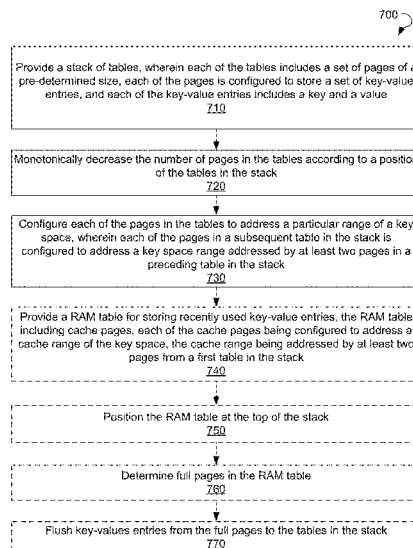 700
Provide a stack of tables, wherein each of the tables includes a set of pages of a
pre-determined size, each of the pages is configured to store a set of key-value
entries, and each of the key-value entries includes a key and a value
710
Monotonically decrease the number of pages in the tables according to a position
of the tables in the stack
720
Configure each of the pages in the tables to address a particular range of a key
space, wherein each of the pages in a subsequent table in the stack is
configured to address a key space range addressed by at least two pages in a
preceding table in the stack
730
Provide a RAM table for storing recently used key-value entries, the RAM table
including cache pages, each of the cache pages being configured to address a
cache range of the key space, the cache range being addressed by at least two
pages from a first table in the stack
740
Position the RAM table at the top of the stack
750
Determine full pages in the RAM table
760
Flush key-values entries from the full pages to the tables in the stack
770